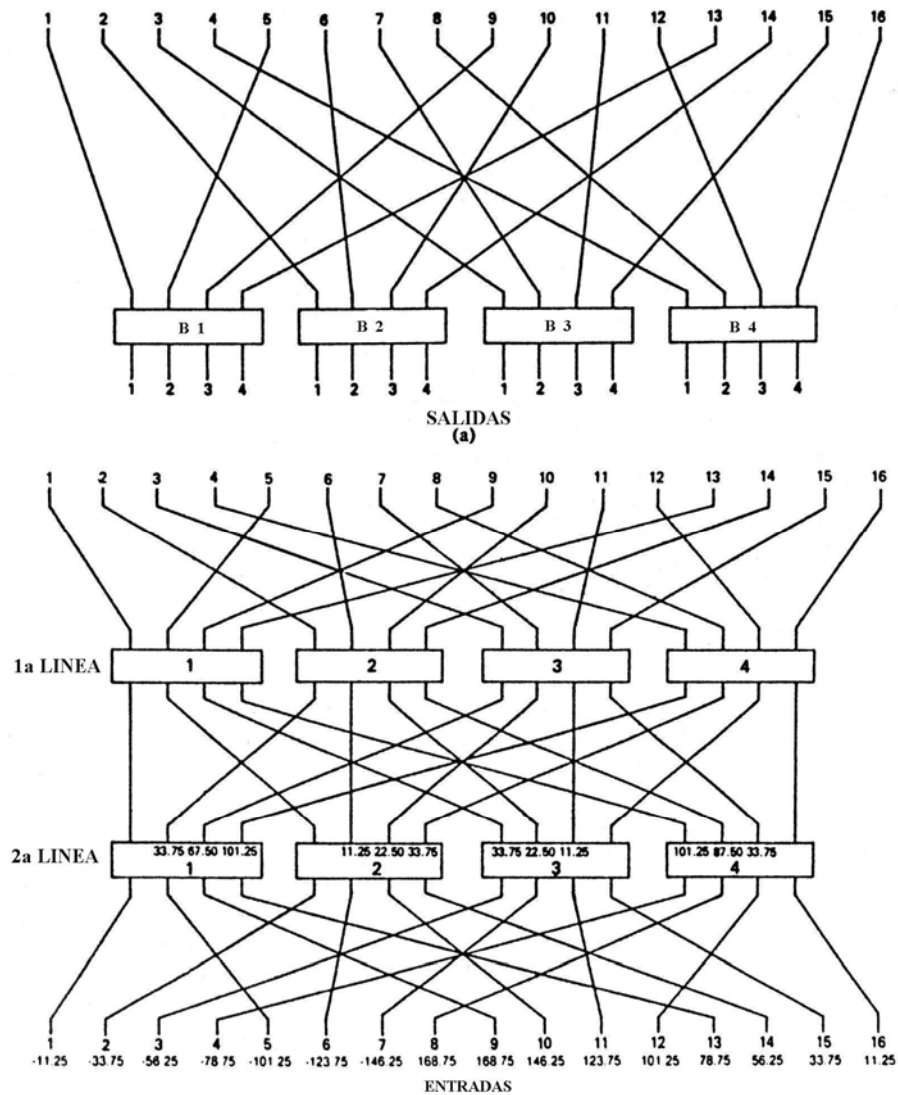 1 2 3 4 5 6 7 8 9 10 11 12 13 14 15 16
B 1 B 2 B 3 B 4
1 2 3 4 1 2 3 4 1 2 3 4 1 2 3 4
SALIDAS
(a)
1 2 3 4 5 6 7 8 9 10 11 12 13 14 15 16
1a LINEA 1 2 3 4
2a LINEA 33.75 67.50 101.25 11.25 22.50 33.75 33.75 22.50 11.25 101.25 87.50 33.75
1 2 3 4
1 2 3 4 5 6 7 8 9 10 11 12 13 14 15 16
-11.25 -33.75 -56 25 -78 75 -101 25 -123.75 -146.25 168.75 168 75 146.25 123.75 101 25 78.75 56.25 33 75 11.25
ENTRADAS